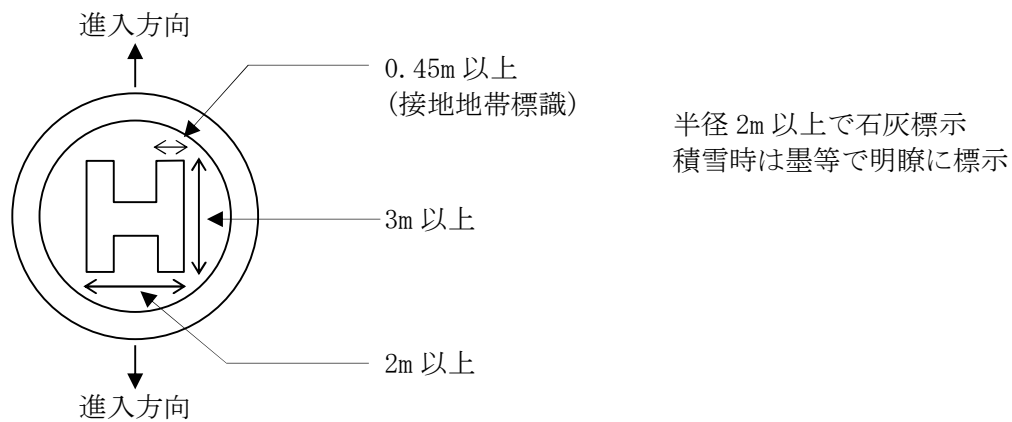 進入方向
0.45m 以上
(接地地帯標識)
半径 2m 以上で石灰標示
積雪時は墨等で明瞭に標示
H
3m 以上
2m 以上
進入方向